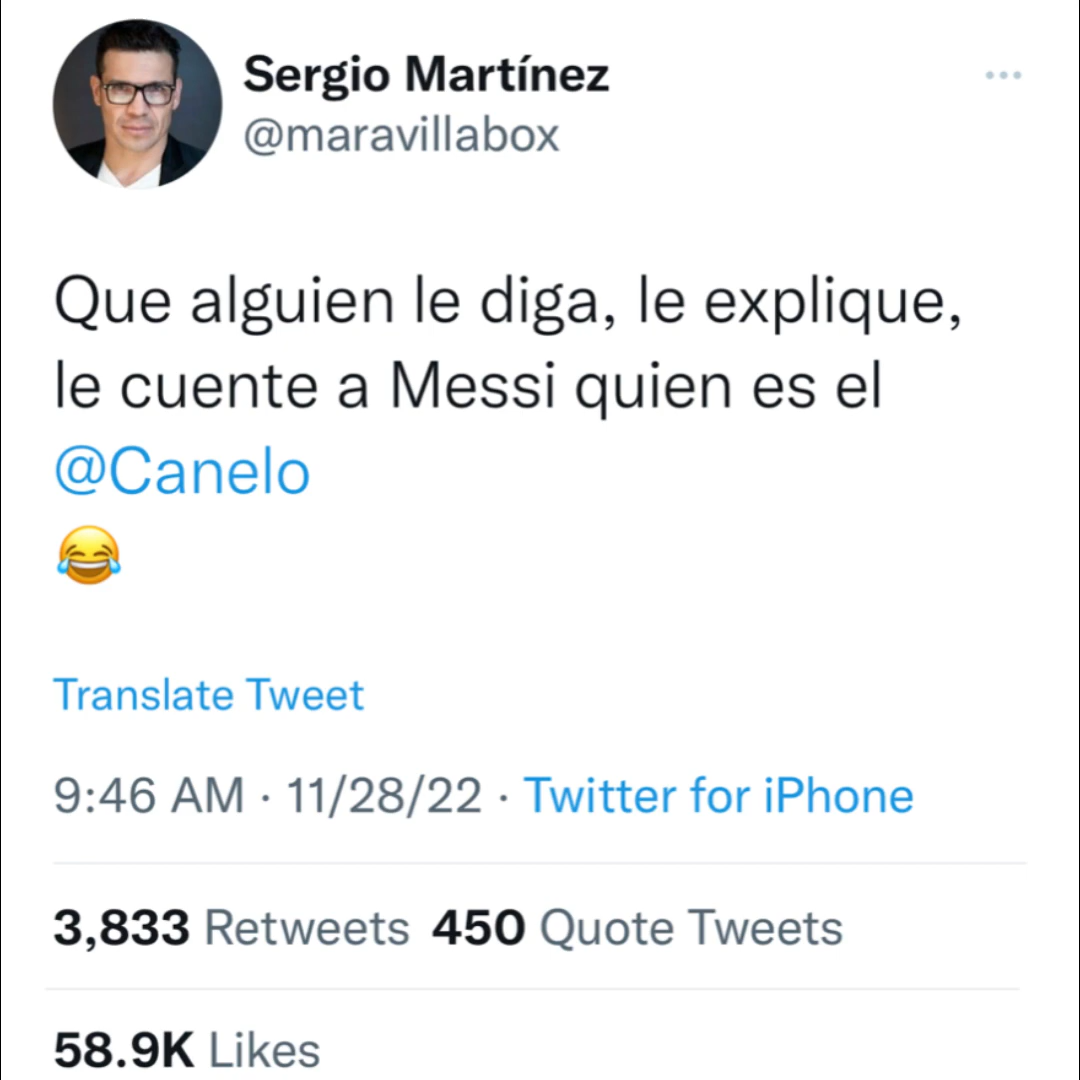 Sergio Martínez
@maravillabox
Que alguien le diga, le explique,
le cuente a Messi quien es el
@Canelo
😂
Translate Tweet
9:46 AM · 11/28/22 · Twitter for iPhone
3,833 Retweets 450 Quote Tweets
58.9K Likes